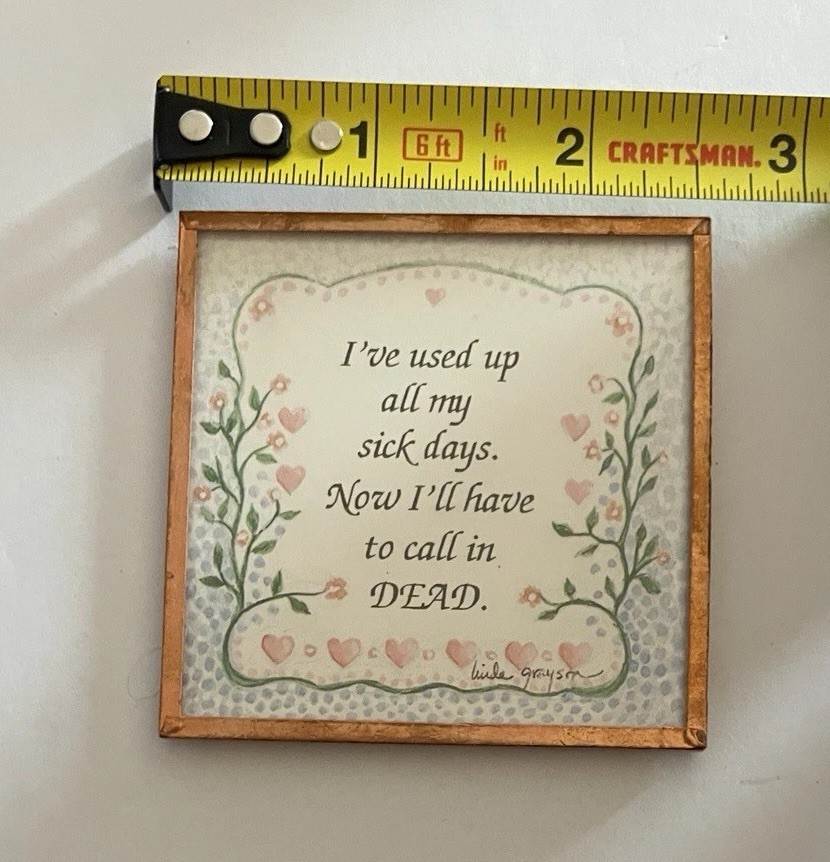 1 6 ft ft in 2 CRAFTSMAN. 3
I've used up
all my
sick days.
Now I'll have
to call in
DEAD.
linda grayson